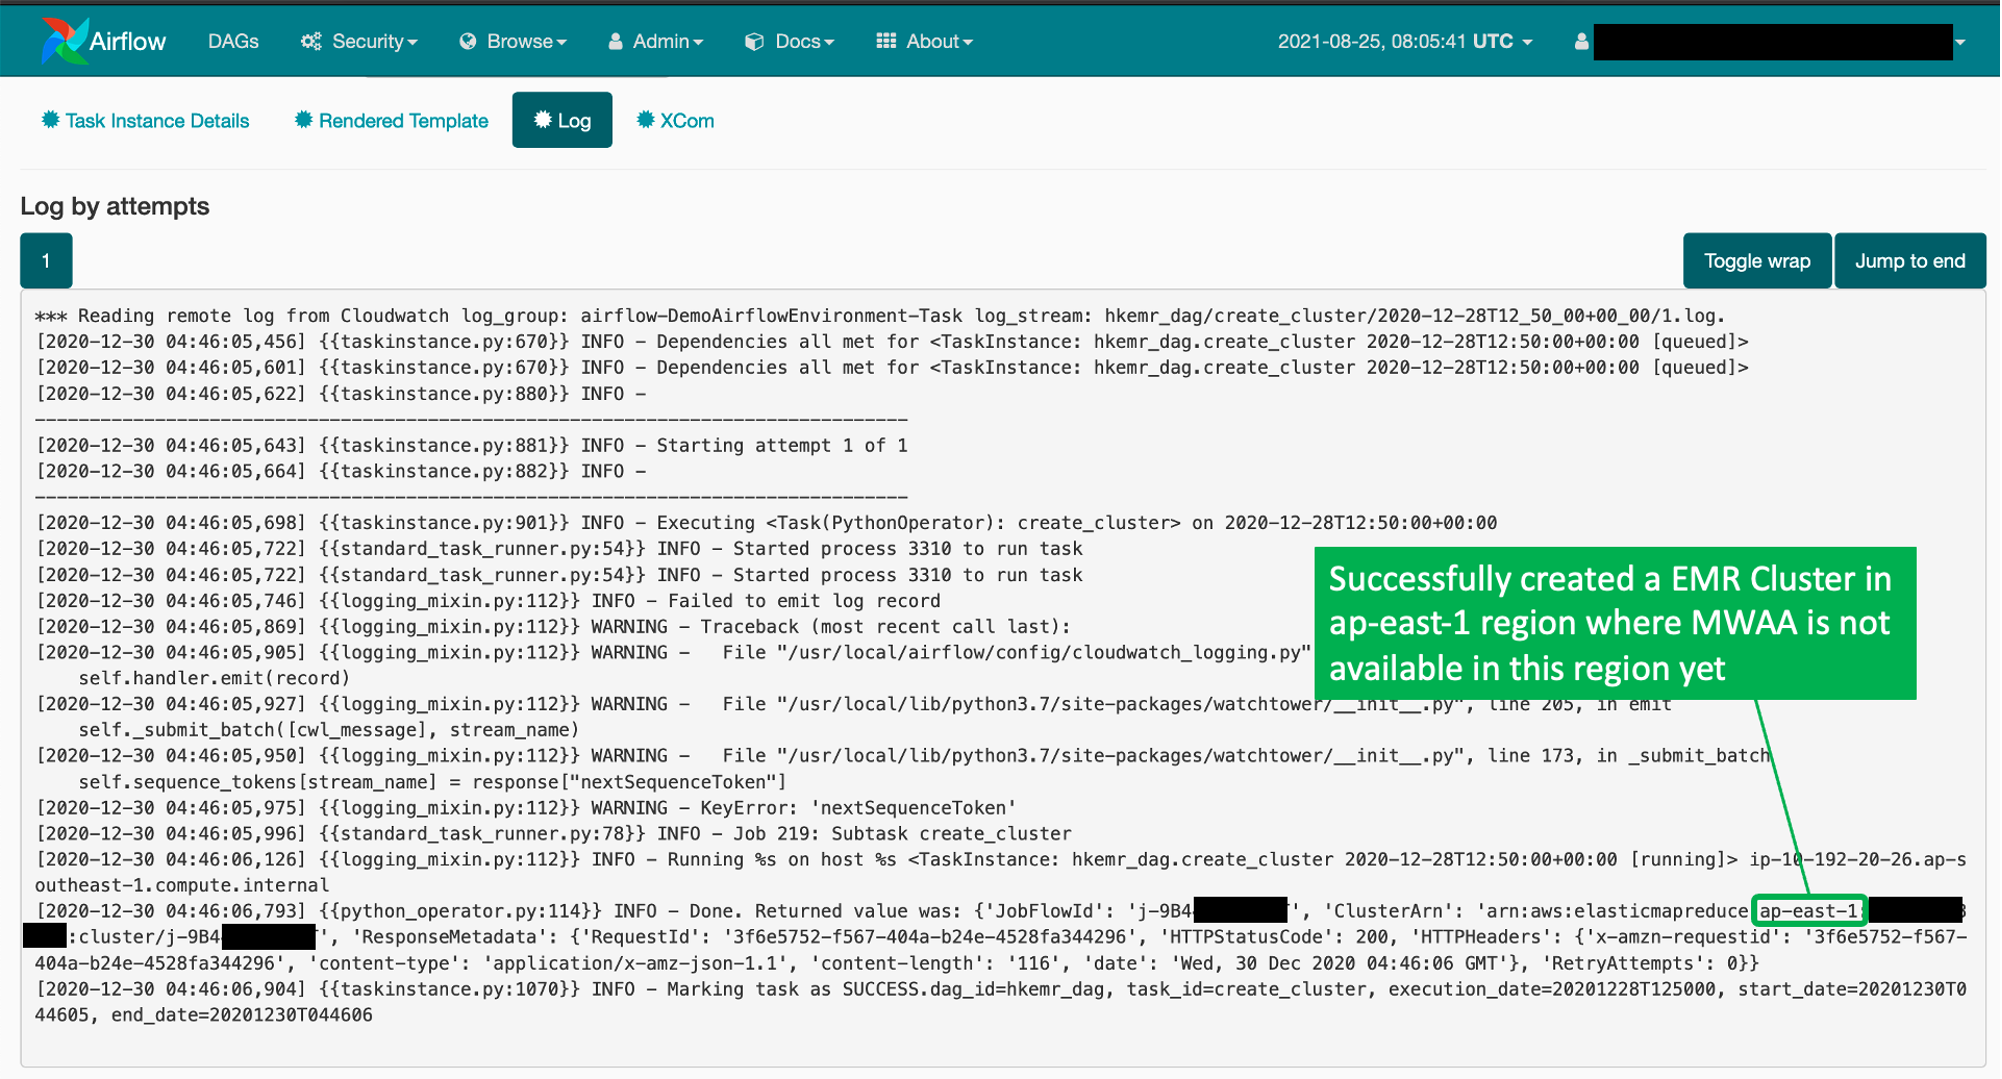 Airflow DAGs Security Browse Admin Docs About 2021-08-25, 08:05:41 UTC
Task Instance Details Rendered Template Log XCom
Log by attempts
1 Toggle wrap Jump to end
*** Reading remote log from Cloudwatch log_group: airflow-DemoAirflowEnvironment-Task log_stream: hkemr_dag/create_cluster/2020-12-28T12_50_00+00_00/1.log.
[2020-12-30 04:46:05,456] {{taskinstance.py:670}} INFO - Dependencies all met for <TaskInstance: hkemr_dag.create_cluster 2020-12-28T12:50:00+00:00 [queued]>
[2020-12-30 04:46:05,601] {{taskinstance.py:670}} INFO - Dependencies all met for <TaskInstance: hkemr_dag.create_cluster 2020-12-28T12:50:00+00:00 [queued]>
[2020-12-30 04:46:05,622] {{taskinstance.py:880}} INFO -
--------------------------------------------------------------------------------
[2020-12-30 04:46:05,643] {{taskinstance.py:881}} INFO - Starting attempt 1 of 1
[2020-12-30 04:46:05,664] {{taskinstance.py:882}} INFO -
--------------------------------------------------------------------------------
[2020-12-30 04:46:05,698] {{taskinstance.py:901}} INFO - Executing <Task(PythonOperator): create_cluster> on 2020-12-28T12:50:00+00:00
[2020-12-30 04:46:05,722] {{standard_task_runner.py:54}} INFO - Started process 3310 to run task
[2020-12-30 04:46:05,722] {{standard_task_runner.py:54}} INFO - Started process 3310 to run task
[2020-12-30 04:46:05,746] {{logging_mixin.py:112}} INFO - Failed to emit log record
[2020-12-30 04:46:05,869] {{logging_mixin.py:112}} WARNING - Traceback (most recent call last):
[2020-12-30 04:46:05,905] {{logging_mixin.py:112}} WARNING -   File "/usr/local/airflow/config/cloudwatch_logging.py"
    self.handler.emit(record)
[2020-12-30 04:46:05,927] {{logging_mixin.py:112}} WARNING -   File "/usr/local/lib/python3.7/site-packages/watchtower/__init__.py", line 205, in emit
    self._submit_batch([cwl_message], stream_name)
[2020-12-30 04:46:05,950] {{logging_mixin.py:112}} WARNING -   File "/usr/local/lib/python3.7/site-packages/watchtower/__init__.py", line 173, in _submit_batch
    self.sequence_tokens[stream_name] = response["nextSequenceToken"]
[2020-12-30 04:46:05,975] {{logging_mixin.py:112}} WARNING - KeyError: 'nextSequenceToken'
[2020-12-30 04:46:05,996] {{standard_task_runner.py:78}} INFO - Job 219: Subtask create_cluster
[2020-12-30 04:46:06,126] {{logging_mixin.py:112}} INFO - Running %s on host %s <TaskInstance: hkemr_dag.create_cluster 2020-12-28T12:50:00+00:00 [running]> ip-10-192-20-26.ap-s
outheast-1.compute.internal
[2020-12-30 04:46:06,793] {{python_operator.py:114}} INFO - Done. Returned value was: {'JobFlowId': 'j-9B4 ', 'ClusterArn': 'arn:aws:elasticmapreduce:ap-east-1:
:cluster/j-9B4 ', 'ResponseMetadata': {'RequestId': '3f6e5752-f567-404a-b24e-4528fa344296', 'HTTPStatusCode': 200, 'HTTPHeaders': {'x-amzn-requestid': '3f6e5752-f567-
404a-b24e-4528fa344296', 'content-type': 'application/x-amz-json-1.1', 'content-length': '116', 'date': 'Wed, 30 Dec 2020 04:46:06 GMT'}, 'RetryAttempts': 0}}
[2020-12-30 04:46:06,904] {{taskinstance.py:1070}} INFO - Marking task as SUCCESS.dag_id=hkemr_dag, task_id=create_cluster, execution_date=20201228T125000, start_date=20201230T0
44605, end_date=20201230T044606
Successfully created a EMR Cluster in
ap-east-1 region where MWAA is not
available in this region yet